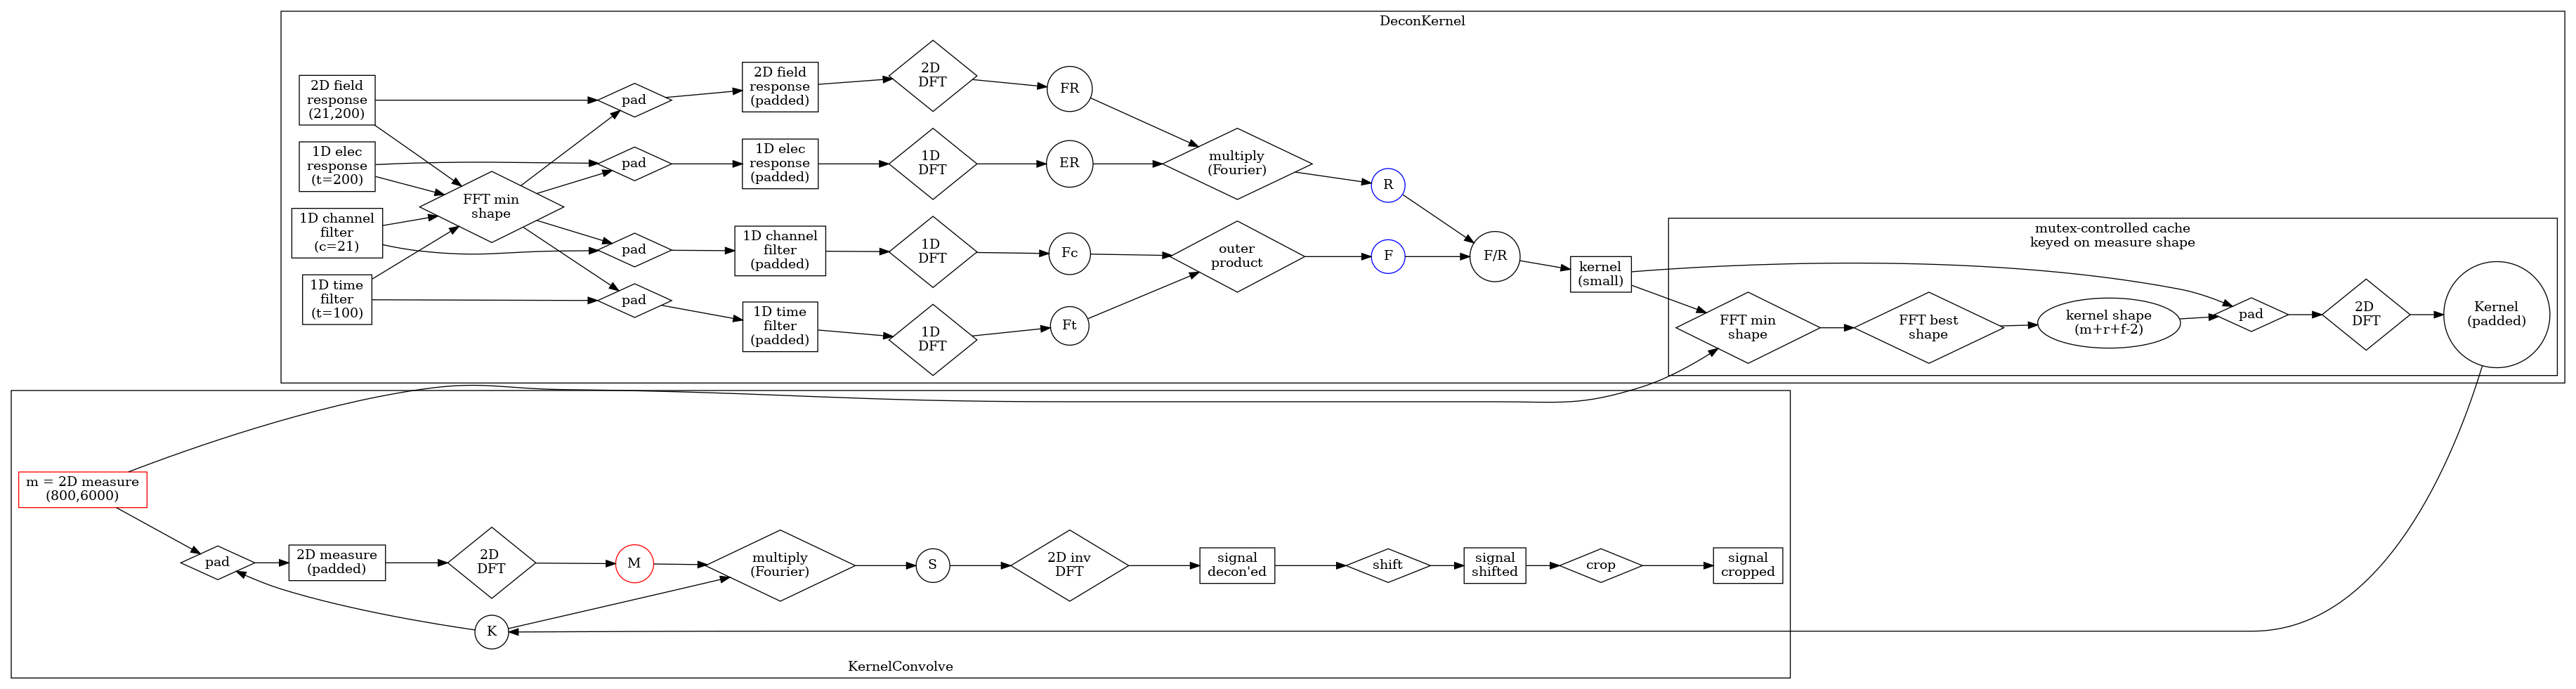 DeconKernel
2D field
response
(21,200)
1D elec
response
(t=200)
1D channel
filter
(c=21)
1D time
filter
(t=100)
FFT min
shape
pad
pad
pad
pad
2D field
response
(padded)
1D elec
response
(padded)
1D channel
filter
(padded)
1D time
filter
(padded)
2D
DFT
1D
DFT
1D
DFT
1D
DFT
FR
ER
Fc
Ft
multiply
(Fourier)
outer
product
R
F
F/R
kernel
(small)
mutex-controlled cache
keyed on measure shape
FFT min
shape
FFT best
shape
kernel shape
(m+r+f-2)
pad
2D
DFT
Kernel
(padded)
m = 2D measure
(800,6000)
pad
2D measure
(padded)
2D
DFT
M
K
multiply
(Fourier)
S
2D inv
DFT
signal
decon'ed
shift
signal
shifted
crop
signal
cropped
KernelConvolve